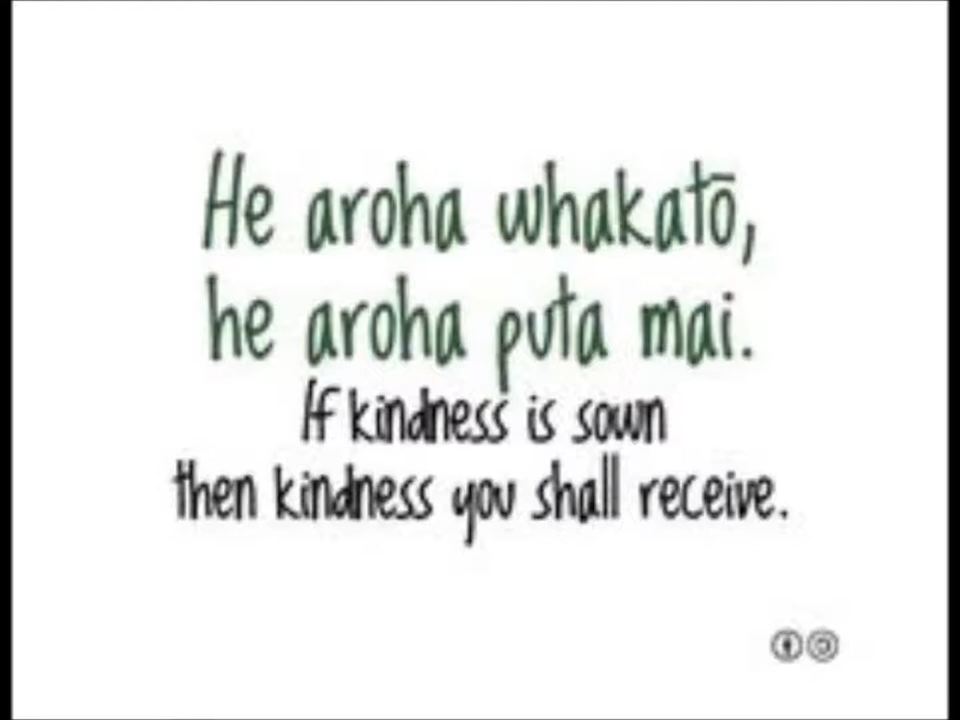 He aroha whakatō,
he aroha puta mai.
If kindness is sown
then kindness you shall receive.